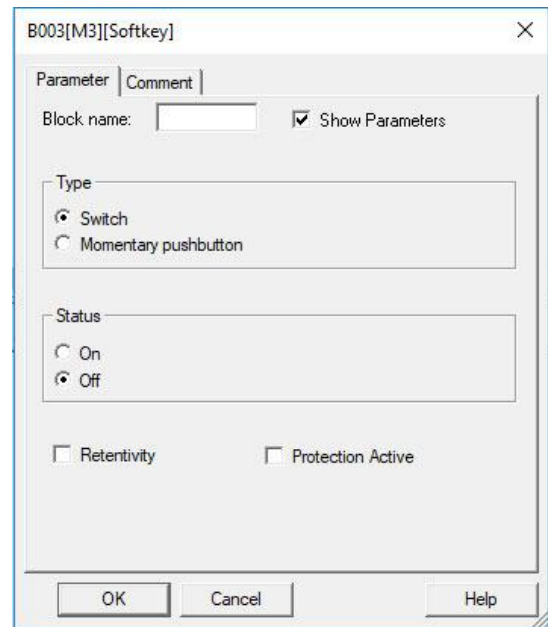 B003[M3][Softkey]
Parameter Comment
Block name: Show Parameters
Type
Switch
Momentary pushbutton
Status
On
Off
Retentivity Protection Active
OK Cancel Help